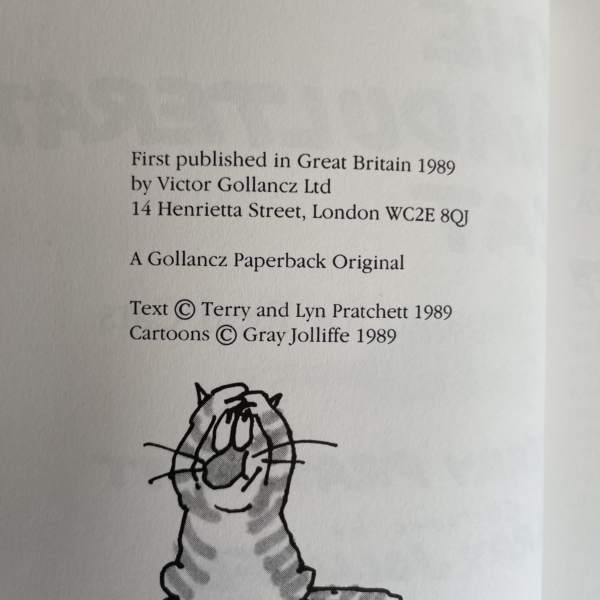 First published in Great Britain 1989
by Victor Gollancz Ltd
14 Henrietta Street, London WC2E 8QJ
A Gollancz Paperback Original
Text © Terry and Lyn Pratchett 1989
Cartoons © Gray Jolliffe 1989